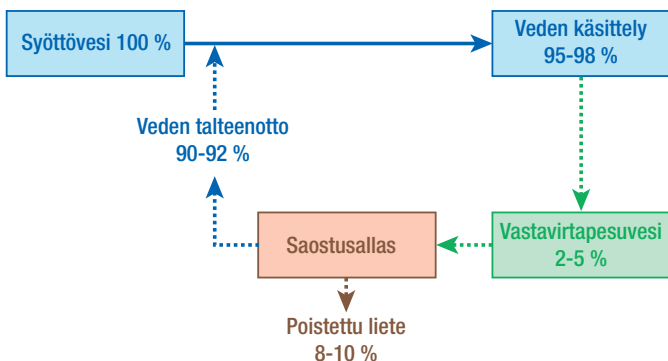 Syöttövesi 100 %
Veden käsittely
95-98 %
Veden talteenotto
90-92 %
Saostusallas
Vastavirtapesuvesi
2-5 %
Poistettu liete
8-10 %